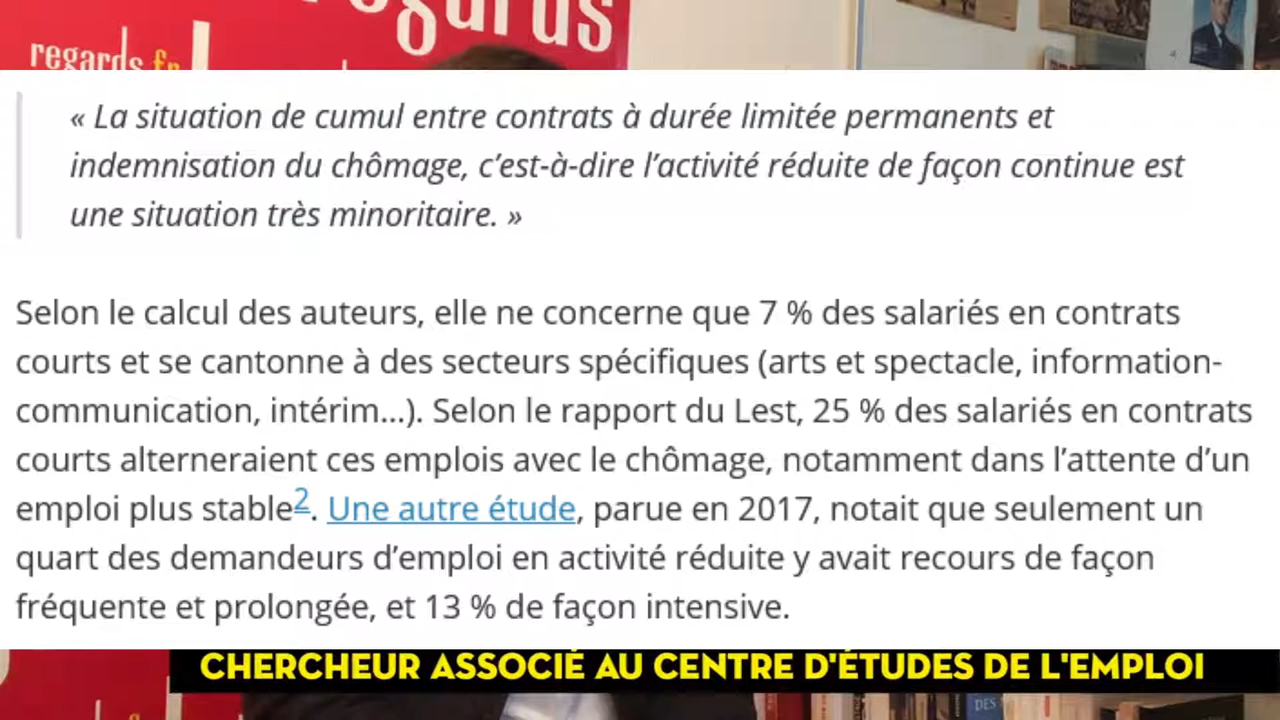 regards
regards.fr
« La situation de cumul entre contrats à durée limitée permanents et
indemnisation du chômage, c’est-à-dire l’activité réduite de façon continue est
une situation très minoritaire. »
Selon le calcul des auteurs, elle ne concerne que 7 % des salariés en contrats
courts et se cantonne à des secteurs spécifiques (arts et spectacle, information-
communication, intérim...). Selon le rapport du Lest, 25 % des salariés en contrats
courts alterneraient ces emplois avec le chômage, notamment dans l’attente d’un
emploi plus stable2. Une autre étude, parue en 2017, notait que seulement un
quart des demandeurs d’emploi en activité réduite y avait recours de façon
fréquente et prolongée, et 13 % de façon intensive.
CHERCHEUR ASSOCIÉ AU CENTRE D'ÉTUDES DE L'EMPLOI
DES